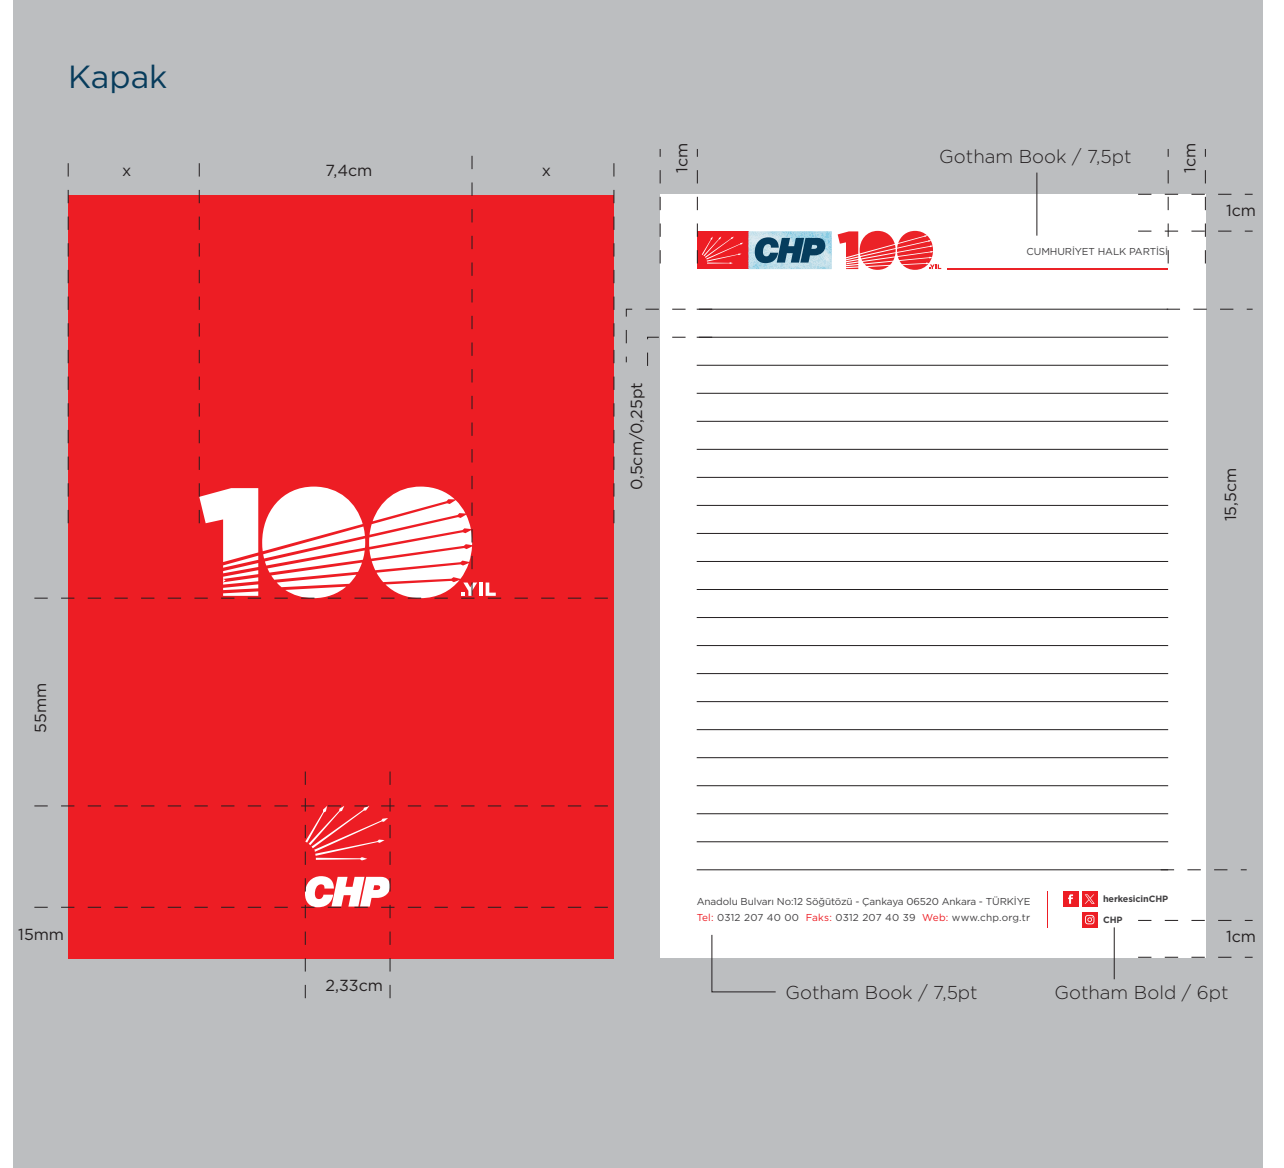 Kapak
x
7,4cm
x
100
.YIL
55mm
CHP
15mm
2,33cm
1cm
Gotham Book / 7,5pt
1cm
1cm
CHP 100 .YIL
CUMHURİYET HALK PARTİSİ
0,5cm/0,25pt
15,5cm
Anadolu Bulvarı No:12 Söğütözü - Çankaya 06520 Ankara - TÜRKİYE
Tel: 0312 207 40 00 Faks: 0312 207 40 39 Web: www.chp.org.tr
herkesicinCHP
CHP
1cm
Gotham Book / 7,5pt
Gotham Bold / 6pt